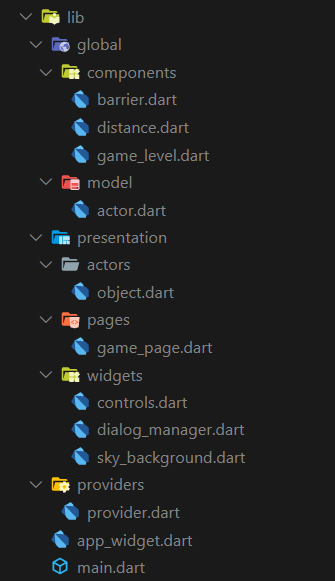 lib
global
components
barrier.dart
distance.dart
game_level.dart
model
actor.dart
presentation
actors
object.dart
pages
game_page.dart
widgets
controls.dart
dialog_manager.dart
sky_background.dart
providers
provider.dart
app_widget.dart
main.dart